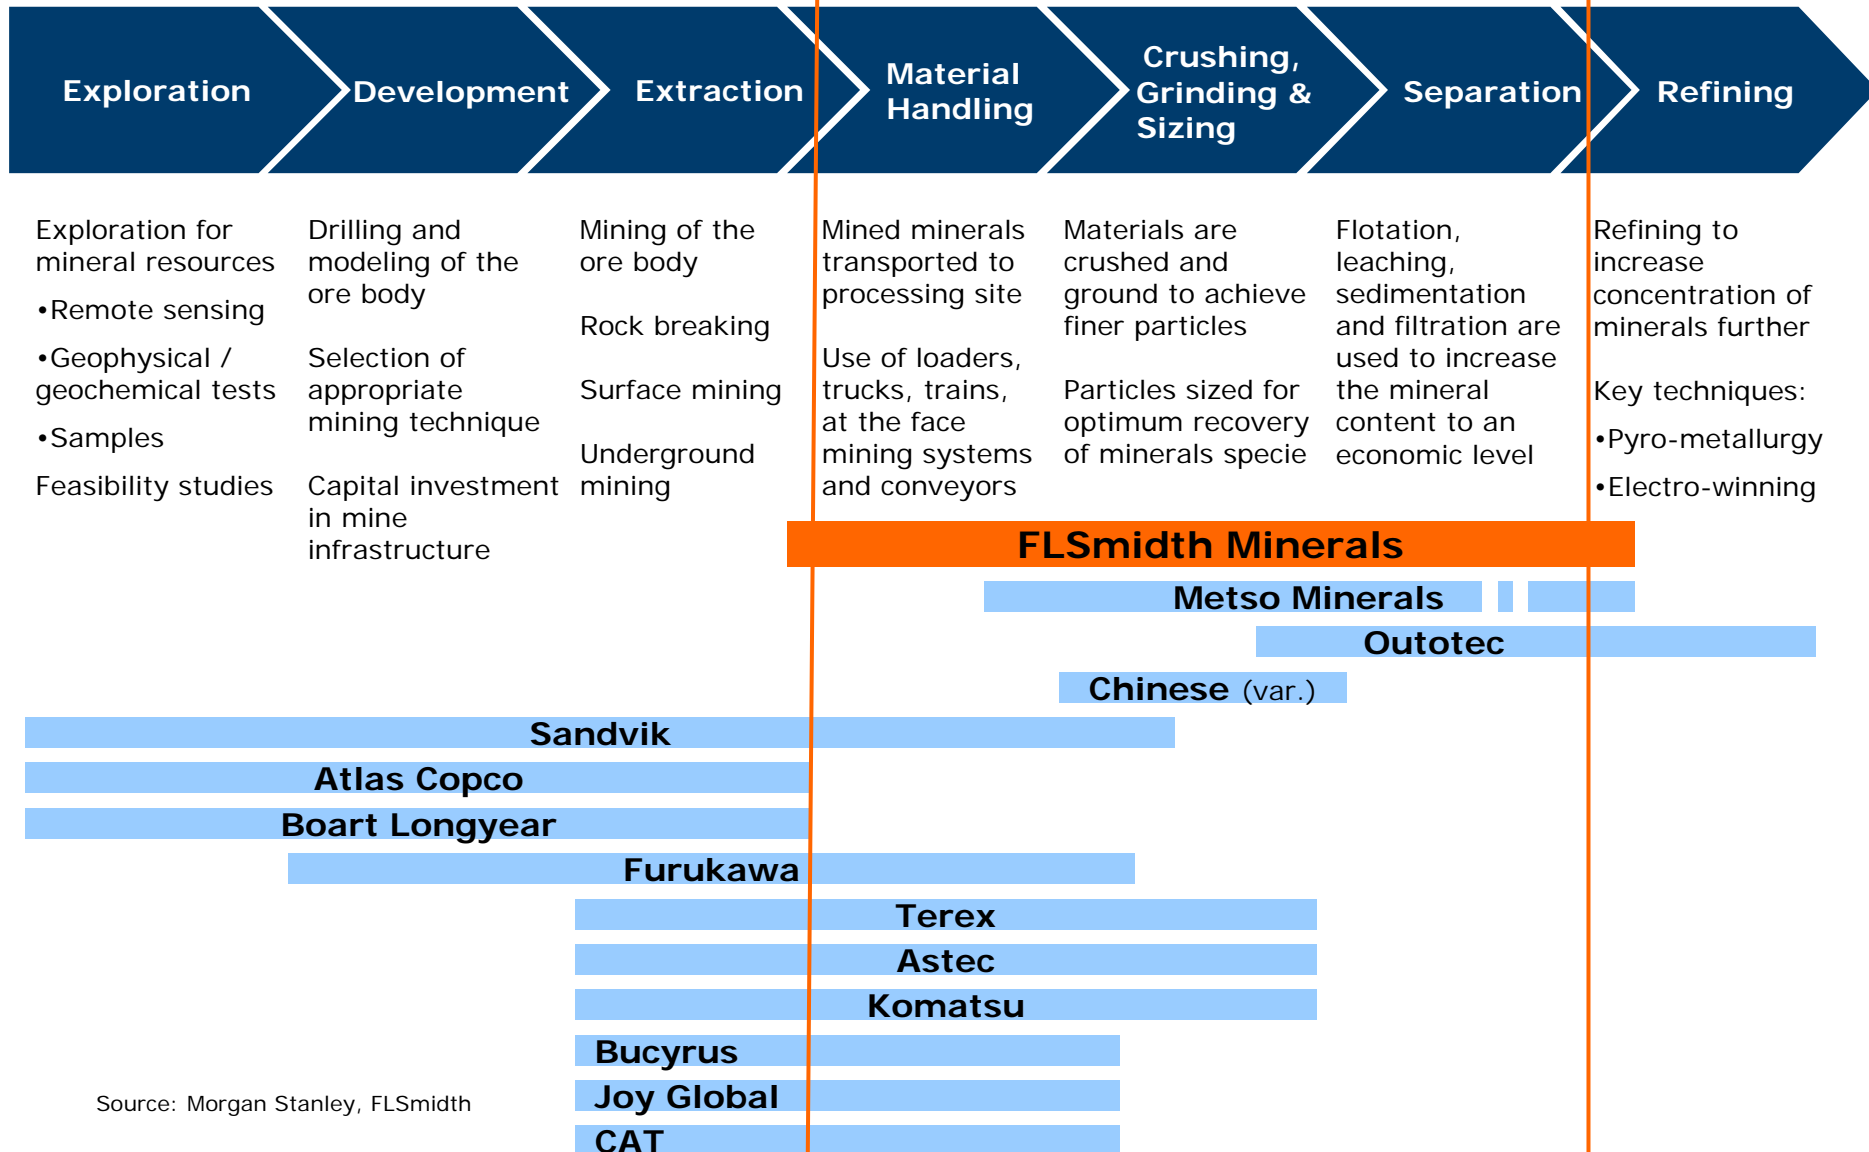 Exploration
Development
Extraction
Material
Handling
Crushing,
Grinding &
Sizing
Separation
Refining
Exploration for
mineral resources
•Remote sensing
•Geophysical /
geochemical tests
•Samples
Feasibility studies
Drilling and
modeling of the
ore body
Selection of
appropriate
mining technique
Capital investment
in mine
infrastructure
Mining of the
ore body
Rock breaking
Surface mining
Underground
mining
Mined minerals
transported to
processing site
Use of loaders,
trucks, trains,
at the face
mining systems
and conveyors
Materials are
crushed and
ground to achieve
finer particles
Particles sized for
optimum recovery
of minerals specie
Flotation,
leaching,
sedimentation
and filtration are
used to increase
the mineral
content to an
economic level
Refining to
increase
concentration of
minerals further
Key techniques:
•Pyro-metallurgy
•Electro-winning
FLSmidth Minerals
Metso Minerals
Outotec
Chinese (var.)
Sandvik
Atlas Copco
Boart Longyear
Furukawa
Terex
Astec
Komatsu
Bucyrus
Joy Global
CAT
Source: Morgan Stanley, FLSmidth